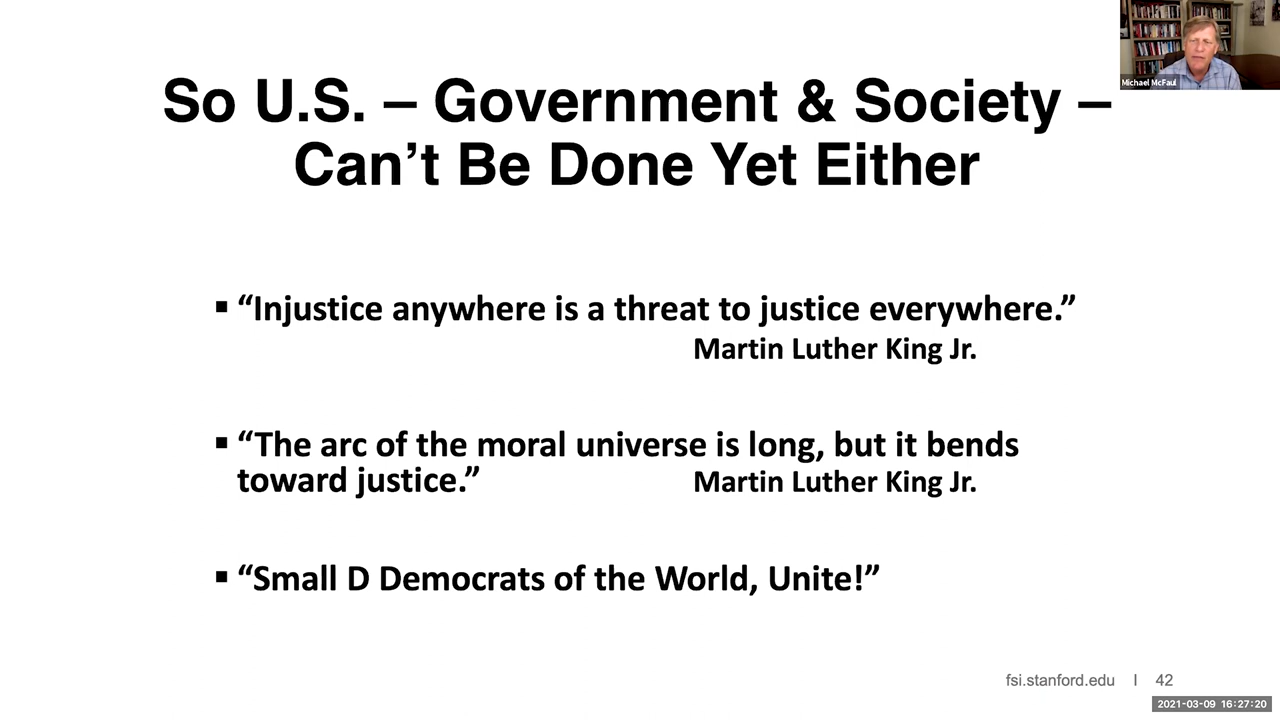 Michael McFaul
So U.S. – Government & Society –
Can’t Be Done Yet Either
▪ “Injustice anywhere is a threat to justice everywhere.”
Martin Luther King Jr.
▪ “The arc of the moral universe is long, but it bends
toward justice.” Martin Luther King Jr.
▪ “Small D Democrats of the World, Unite!”
fsi.stanford.edu I 42
2021-03-09 16:27:20